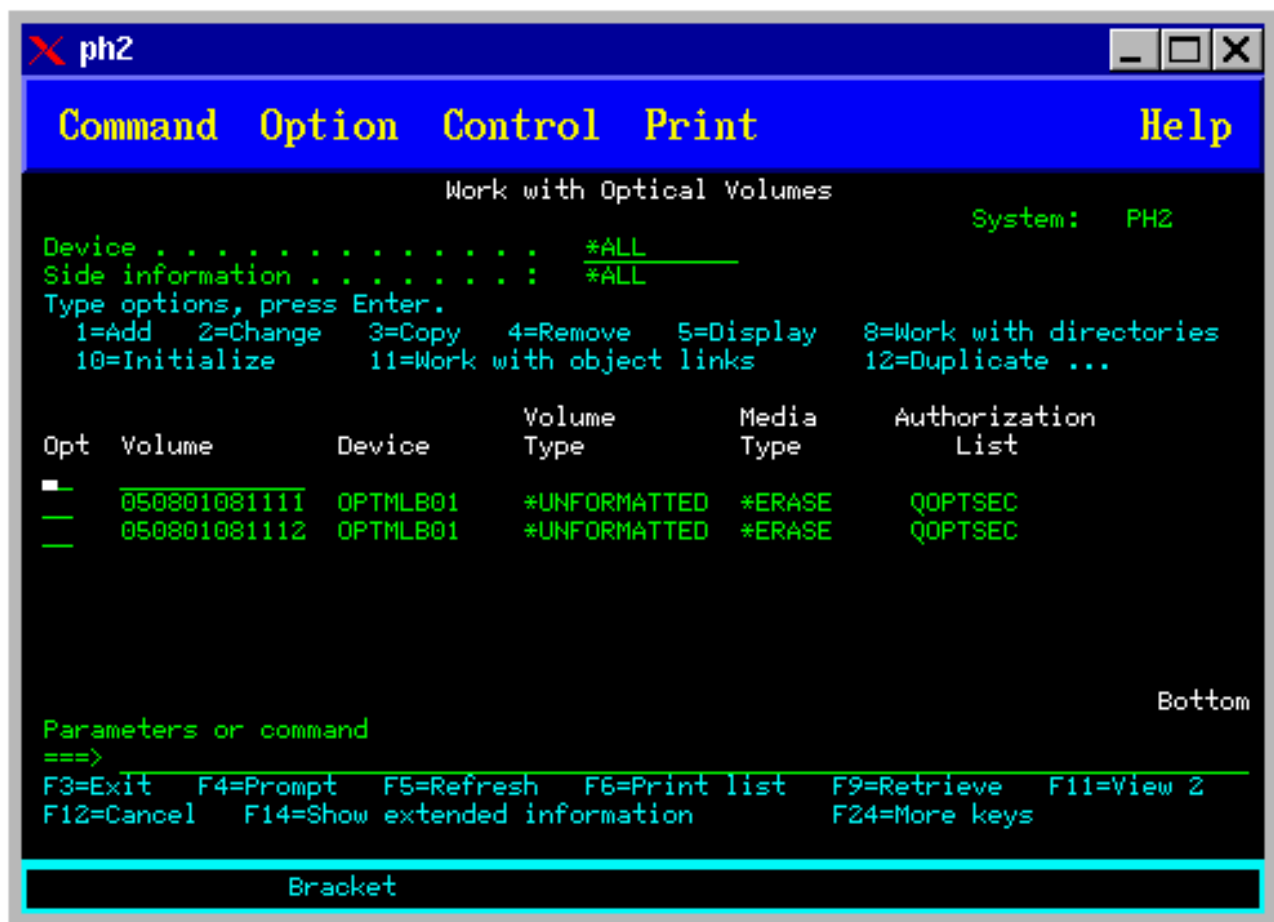 ph2
Command Option Control Print Help
Work with Optical Volumes
System: PH2
Device . . . . . . . . . . . . . *ALL
Side information . . . . . . . : *ALL
Type options, press Enter.
1=Add 2=Change 3=Copy 4=Remove 5=Display 8=Work with directories
10=Initialize 11=Work with object links 12=Duplicate ...
Volume Media Authorization
Opt Volume Device Type Type List
050801081111 OPTMLB01 *UNFORMATTED *ERASE QOPTSEC
050801081112 OPTMLB01 *UNFORMATTED *ERASE QOPTSEC
Bottom
Parameters or command
===>
F3=Exit F4=Prompt F5=Refresh F6=Print list F9=Retrieve F11=View 2
F12=Cancel F14=Show extended information F24=More keys
Bracket